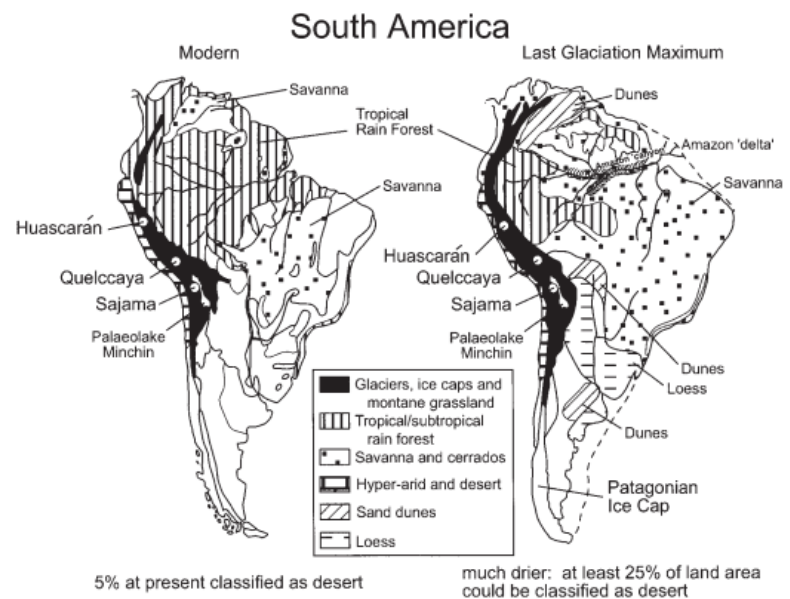 South America
Modern
Last Glaciation Maximum
Savanna
Tropical
Rain Forest
Savanna
Huascarán
Quelccaya
Sajama
Palaeolake
Minchin
Dunes
Amazon 'delta'
Amazon 'canyon'
Savanna
Huascarán
Quelccaya
Sajama
Palaeolake
Minchin
Dunes
Loess
Dunes
Patagonian
Ice Cap
Glaciers, ice caps and
montane grassland
Tropical/subtropical
rain forest
Savanna and cerrados
Hyper-arid and desert
Sand dunes
Loess
5% at present classified as desert
much drier: at least 25% of land area
could be classified as desert